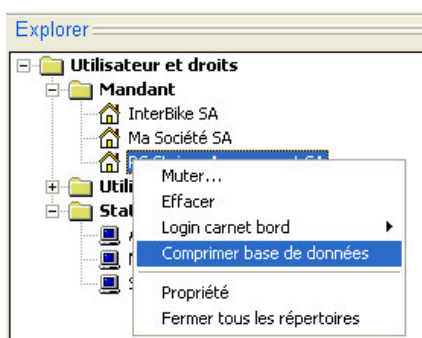 Explorer
Utilisateur et droits
Mandant
InterBike SA
Ma Société SA
Muter...
Effacer
Login carnet bord
Comprimer base de données
Propriété
Fermer tous les répertoires